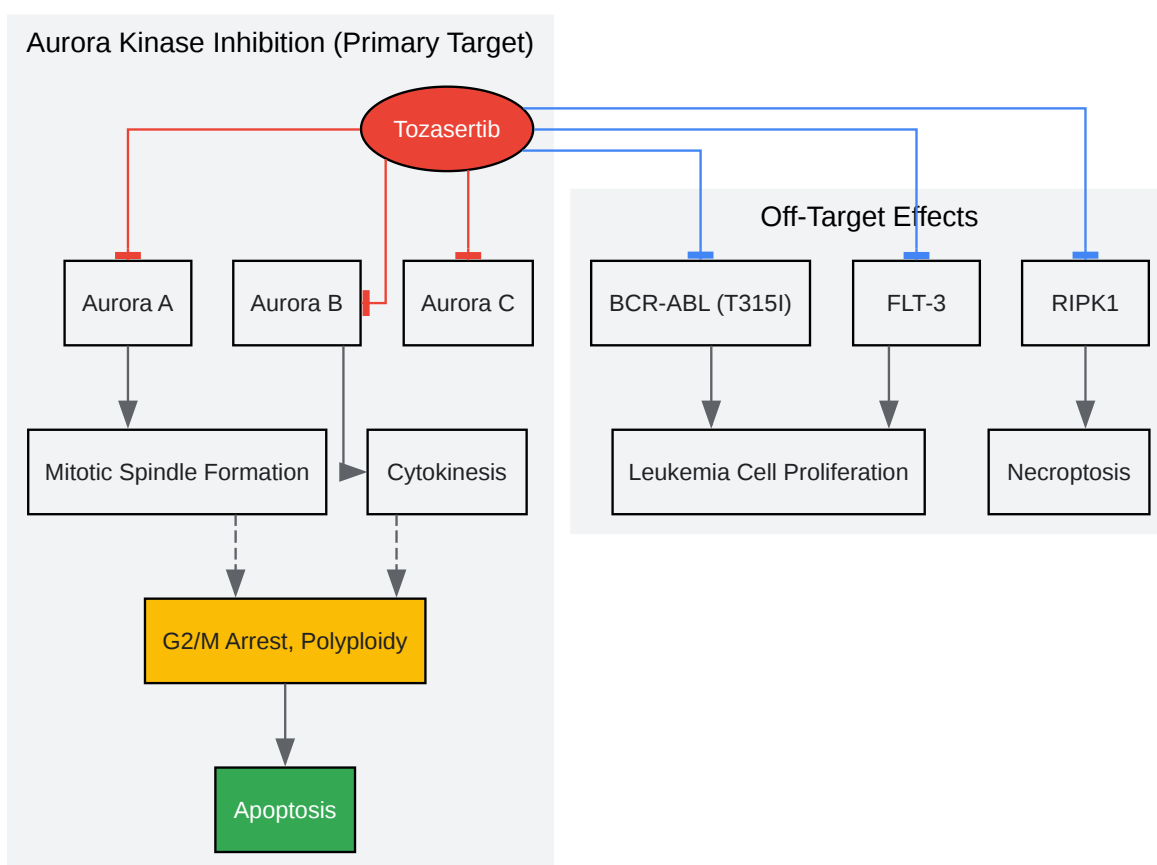 Aurora Kinase Inhibition (Primary Target)
Tozasertib
Off-Target Effects
Aurora A
Aurora B
Aurora C
BCR-ABL (T315I)
FLT-3
RIPK1
Mitotic Spindle Formation
Cytokinesis
Leukemia Cell Proliferation
Necroptosis
G2/M Arrest, Polyploidy
Apoptosis